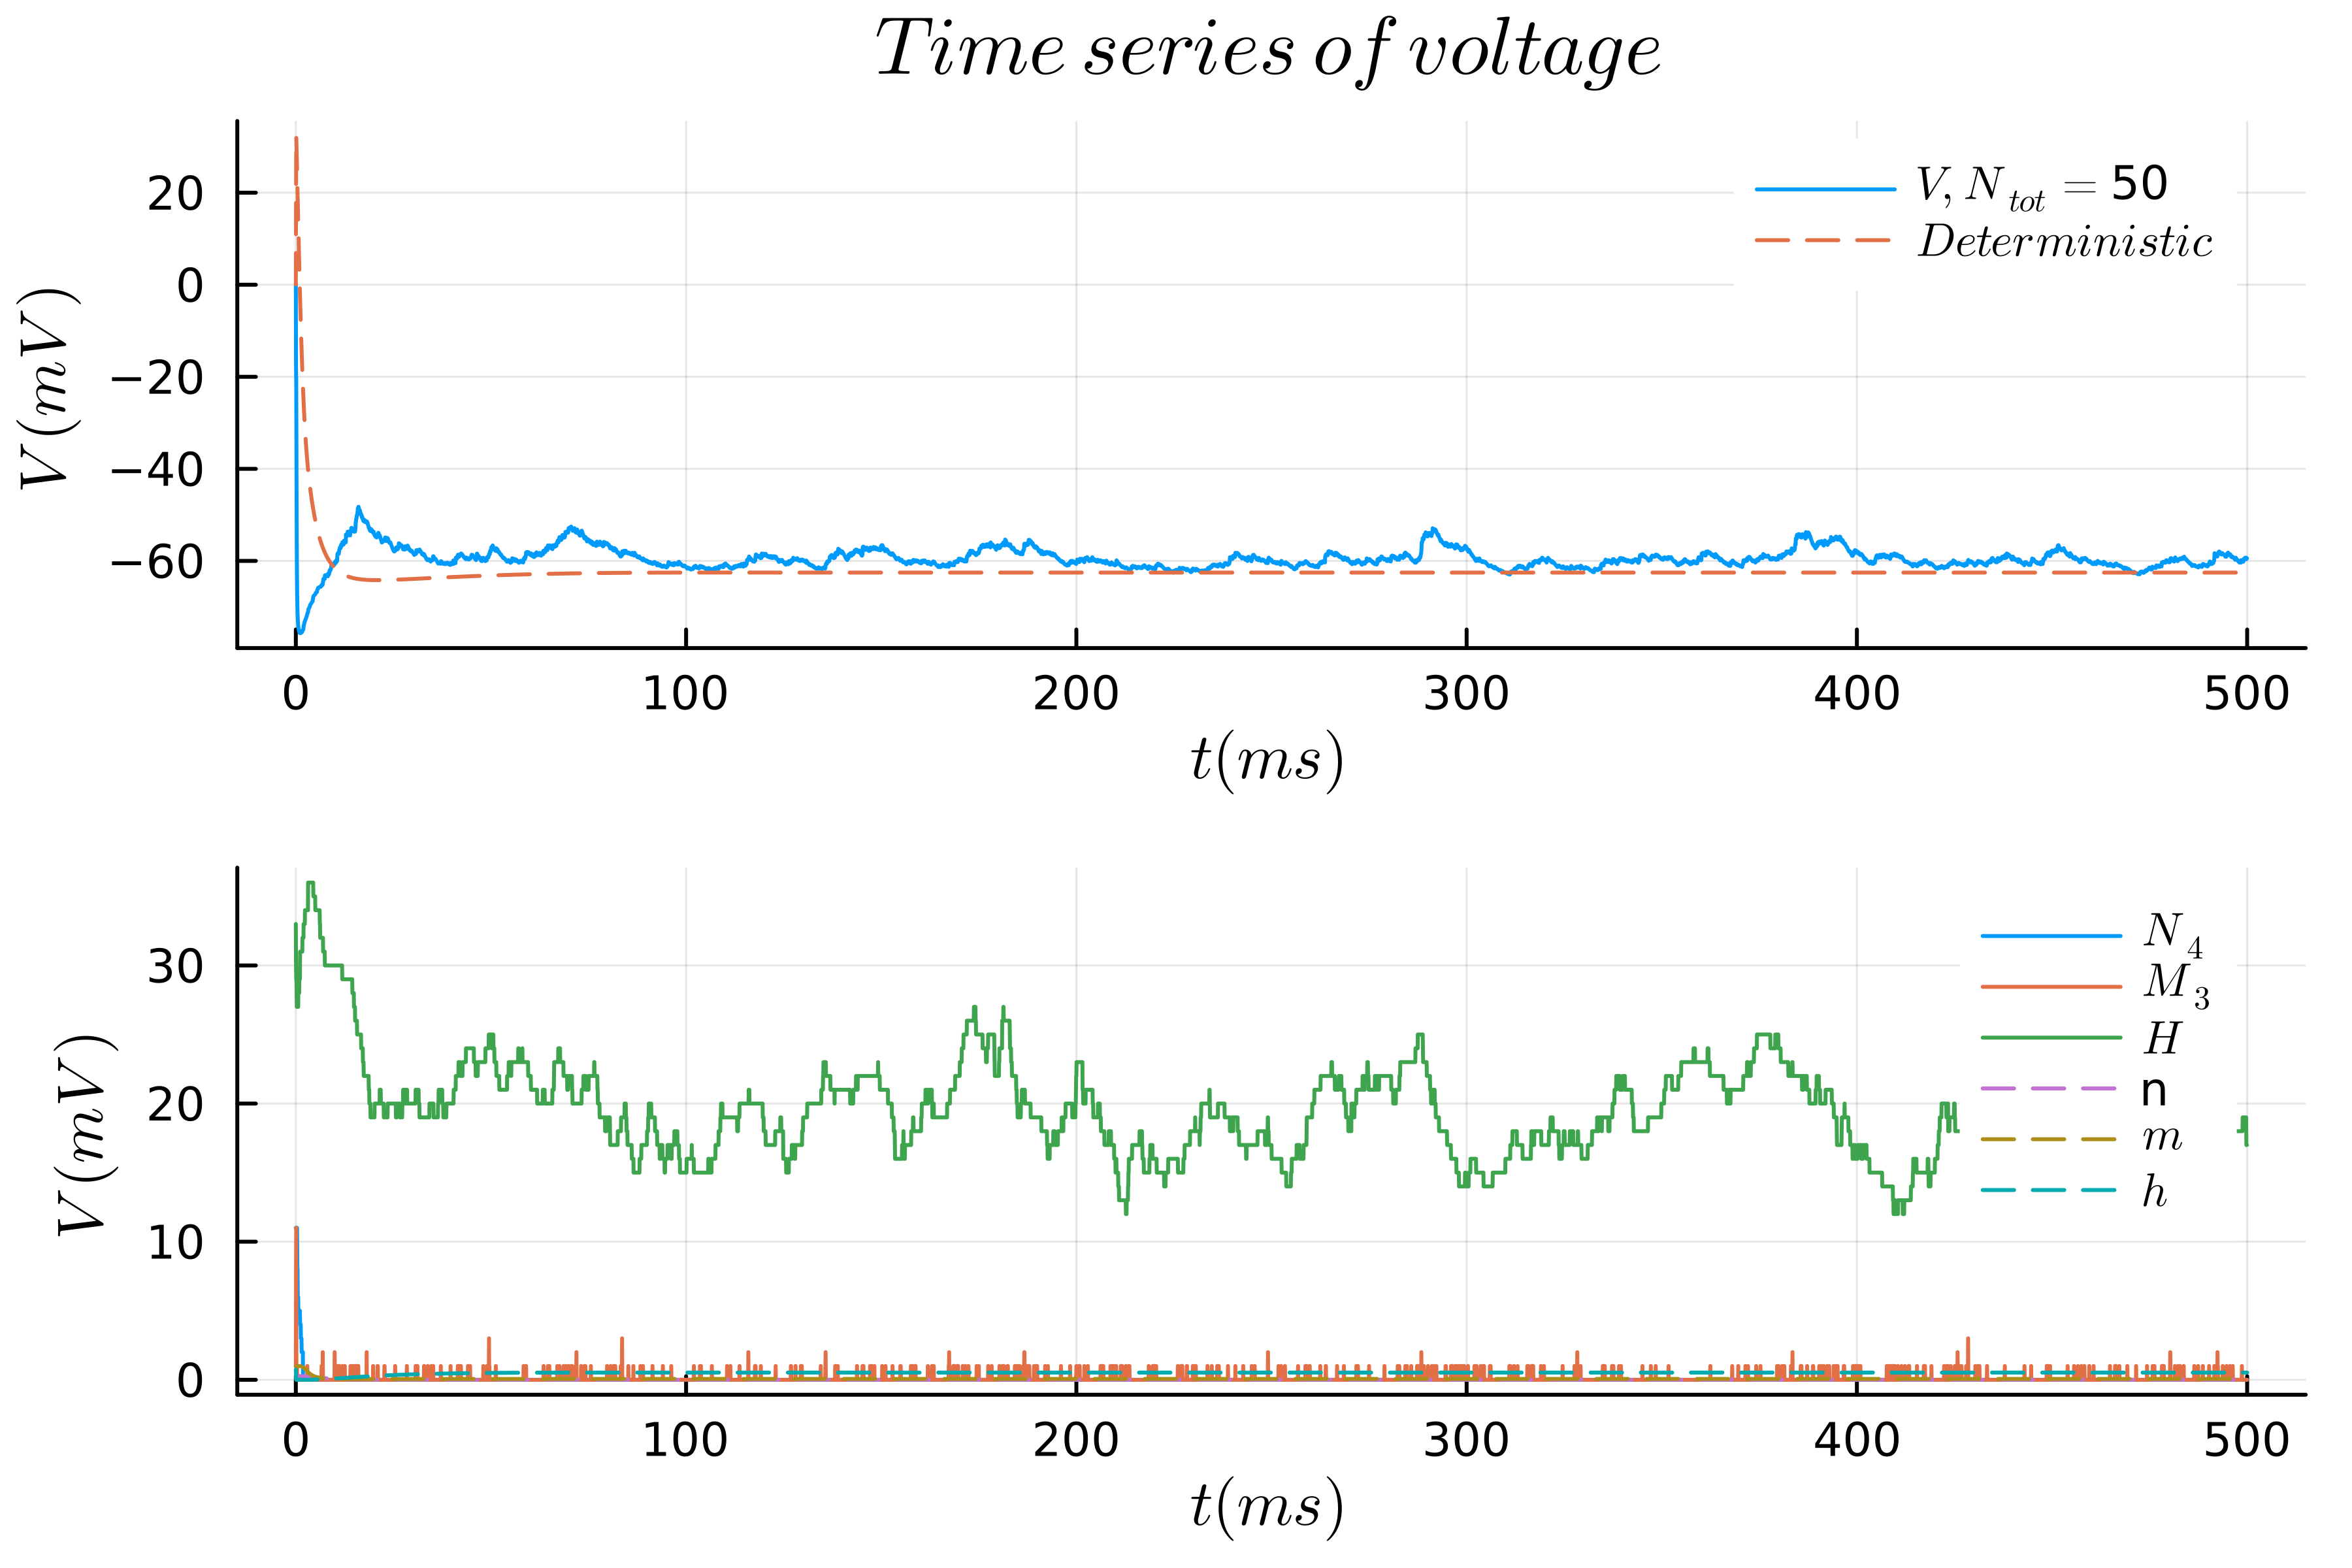 Time series of voltage
V, N_tot = 50
Deterministic
20
0
−20
−40
−60
V (mV)
0 100 200 300 400 500
t(ms)
N_4
M_3
H
n
m
h
30
20
10
0
V (mV)
0 100 200 300 400 500
t(ms)